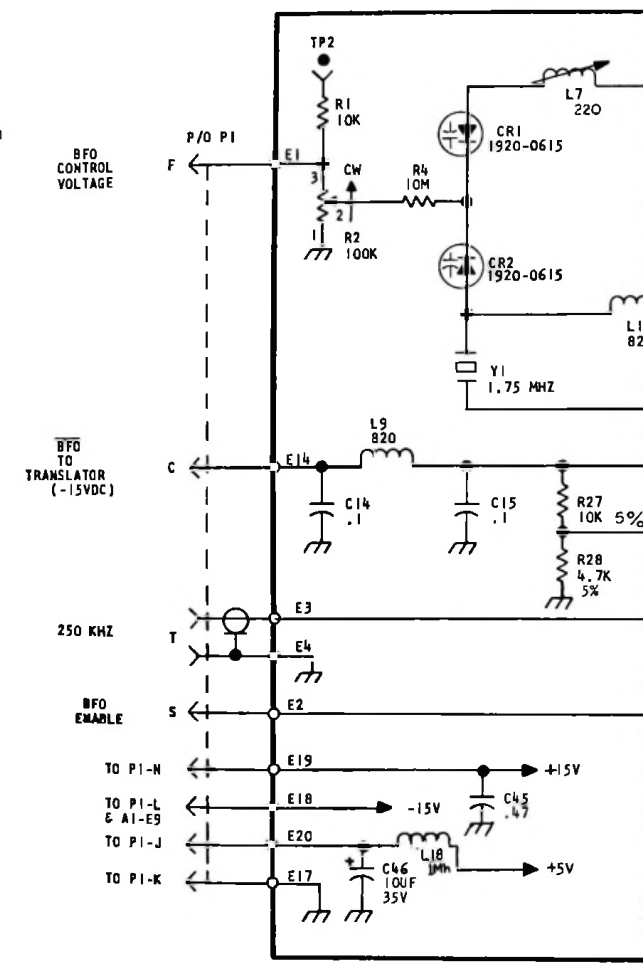 TP2
R1
10K
L7
220
P/O P1
BFO
CONTROL
VOLTAGE
F
E1
3
CW
2
1
R2
100K
R4
10M
CR1
1920-0615
CR2
1920-0615
L1
82
Y1
1.75 MHZ
BFO
TO
TRANSLATOR
(-15VDC)
C
E14
L9
820
C14
.1
C15
.1
R27
10K 5%
R28
4.7K
5%
250 KHZ
T
E3
E4
BFO
ENABLE
S
E2
TO P1-N
E19
+15V
C45
.47
TO P1-L
& A1-E9
E18
-15V
TO P1-J
E20
L18
1Mh
+5V
+
C46
10UF
35V
TO P1-K
E17